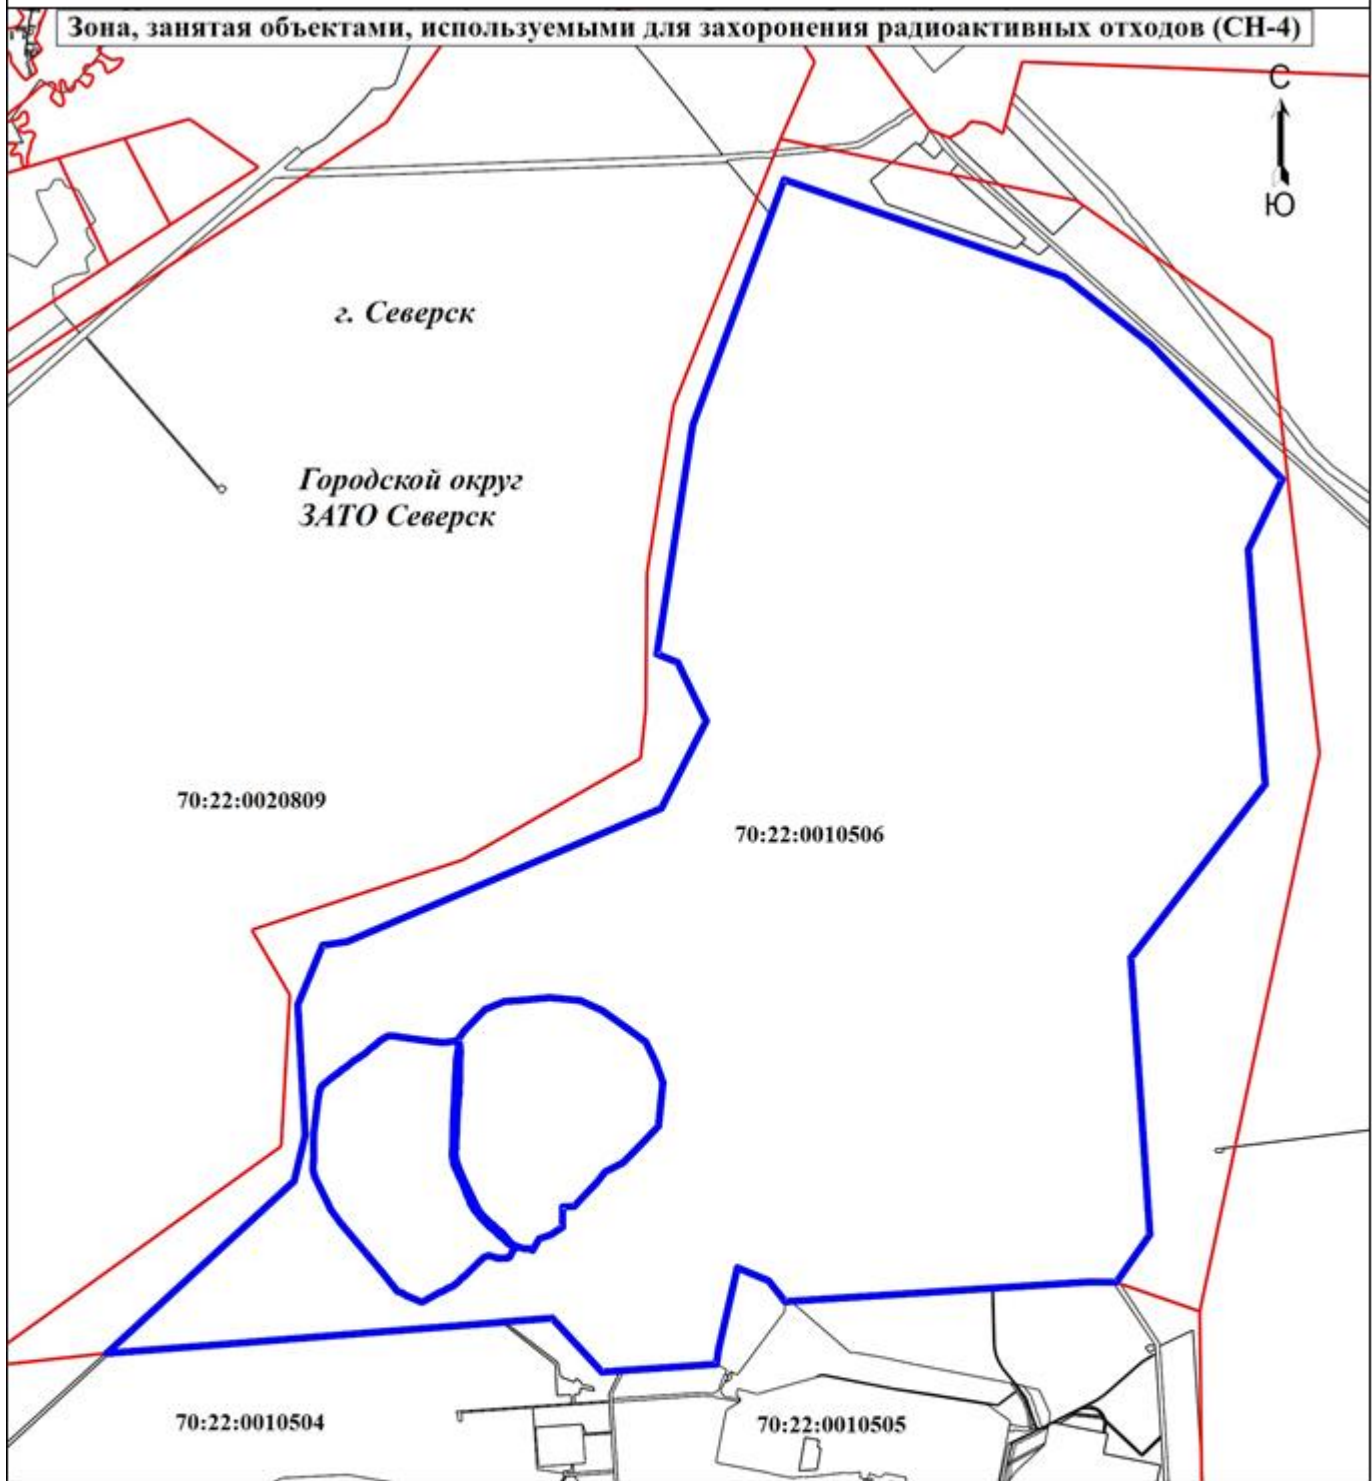 Зона, занятая объектами, используемыми для захоронения радиоактивных отходов (СН-4)
С
Ю
г. Северск
Городской округ
ЗАТО Северск
70:22:0020809
70:22:0010506
70:22:0010504
70:22:0010505